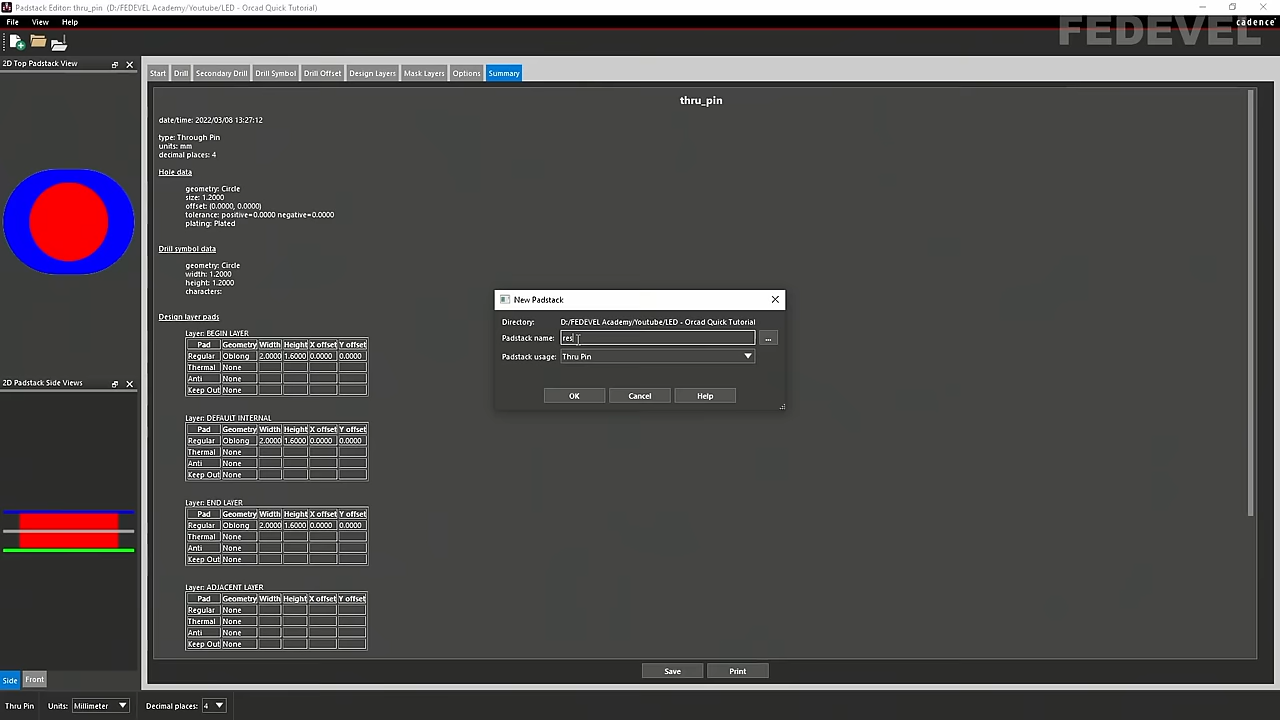 Padstack Editor: thru_pin (D:/FEDEVEL Academy/Youtube/LED - Orcad Quick Tutorial)
File View Help
cadence
FEDEVEL
2D Top Padstack View
Start Drill Secondary Drill Drill Symbol Drill Offset Design Layers Mask Layers Options Summary
thru_pin
date/time: 2022/03/08 13:27:12
type: Through Pin
units: mm
decimal places: 4
Hole data
geometry: Circle
size: 1.2000
offset: (0.0000, 0.0000)
tolerance: positive=0.0000 negative=0.0000
plating: Plated
Drill symbol data
geometry: Circle
width: 1.2000
height: 1.2000
characters:
Design layer pads
Layer: BEGIN LAYER
Pad Geometry Width Height X offset Y offset
Regular Oblong 2.0000 1.6000 0.0000 0.0000
Thermal None
Anti None
Keep Out None
Layer: DEFAULT INTERNAL
Pad Geometry Width Height X offset Y offset
Regular Oblong 2.0000 1.6000 0.0000 0.0000
Thermal None
Anti None
Keep Out None
Layer: END LAYER
Pad Geometry Width Height X offset Y offset
Regular Oblong 2.0000 1.6000 0.0000 0.0000
Thermal None
Anti None
Keep Out None
Layer: ADJACENT LAYER
Pad Geometry Width Height X offset Y offset
Regular None
Thermal None
Anti None
Keep Out None
New Padstack
Directory: D:/FEDEVEL Academy/Youtube/LED - Orcad Quick Tutorial
Padstack name: res ...
Padstack usage: Thru Pin
OK Cancel Help
2D Padstack Side Views
Side Front
Save Print
Thru Pin Units: Millimeter Decimal places: 4